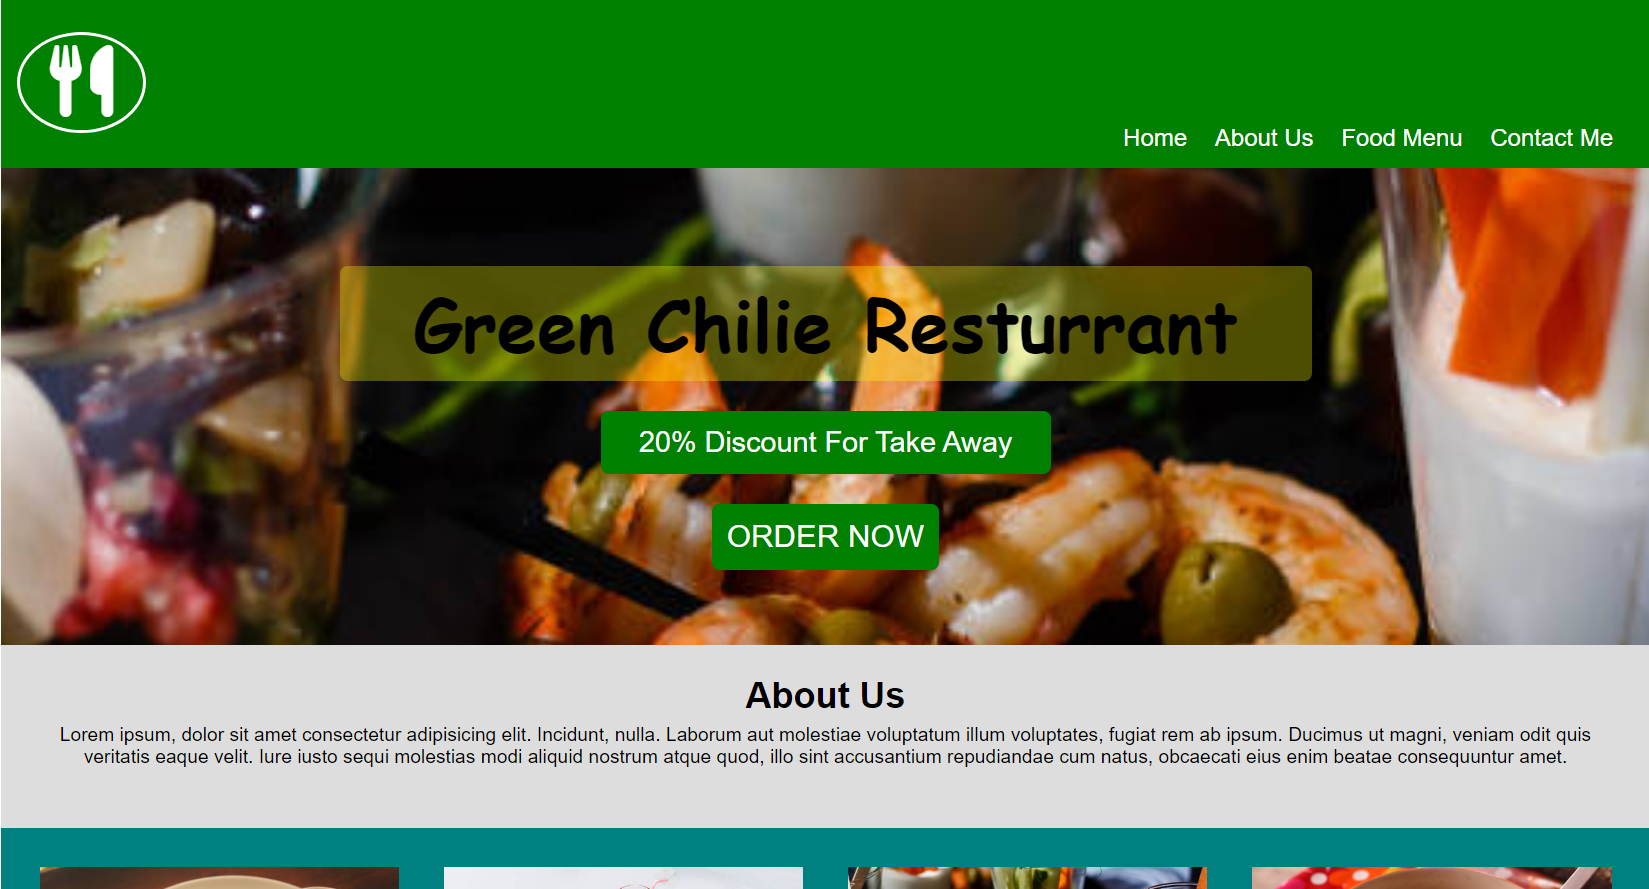 Home About Us Food Menu Contact Me
Green Chilie Resturrant
20% Discount For Take Away
ORDER NOW
About Us
Lorem ipsum, dolor sit amet consectetur adipisicing elit. Incidunt, nulla. Laborum aut molestiae voluptatum illum voluptates, fugiat rem ab ipsum. Ducimus ut magni, veniam odit quis
veritatis eaque velit. Iure iusto sequi molestias modi aliquid nostrum atque quod, illo sint accusantium repudiandae cum natus, obcaecati eius enim beatae consequuntur amet.